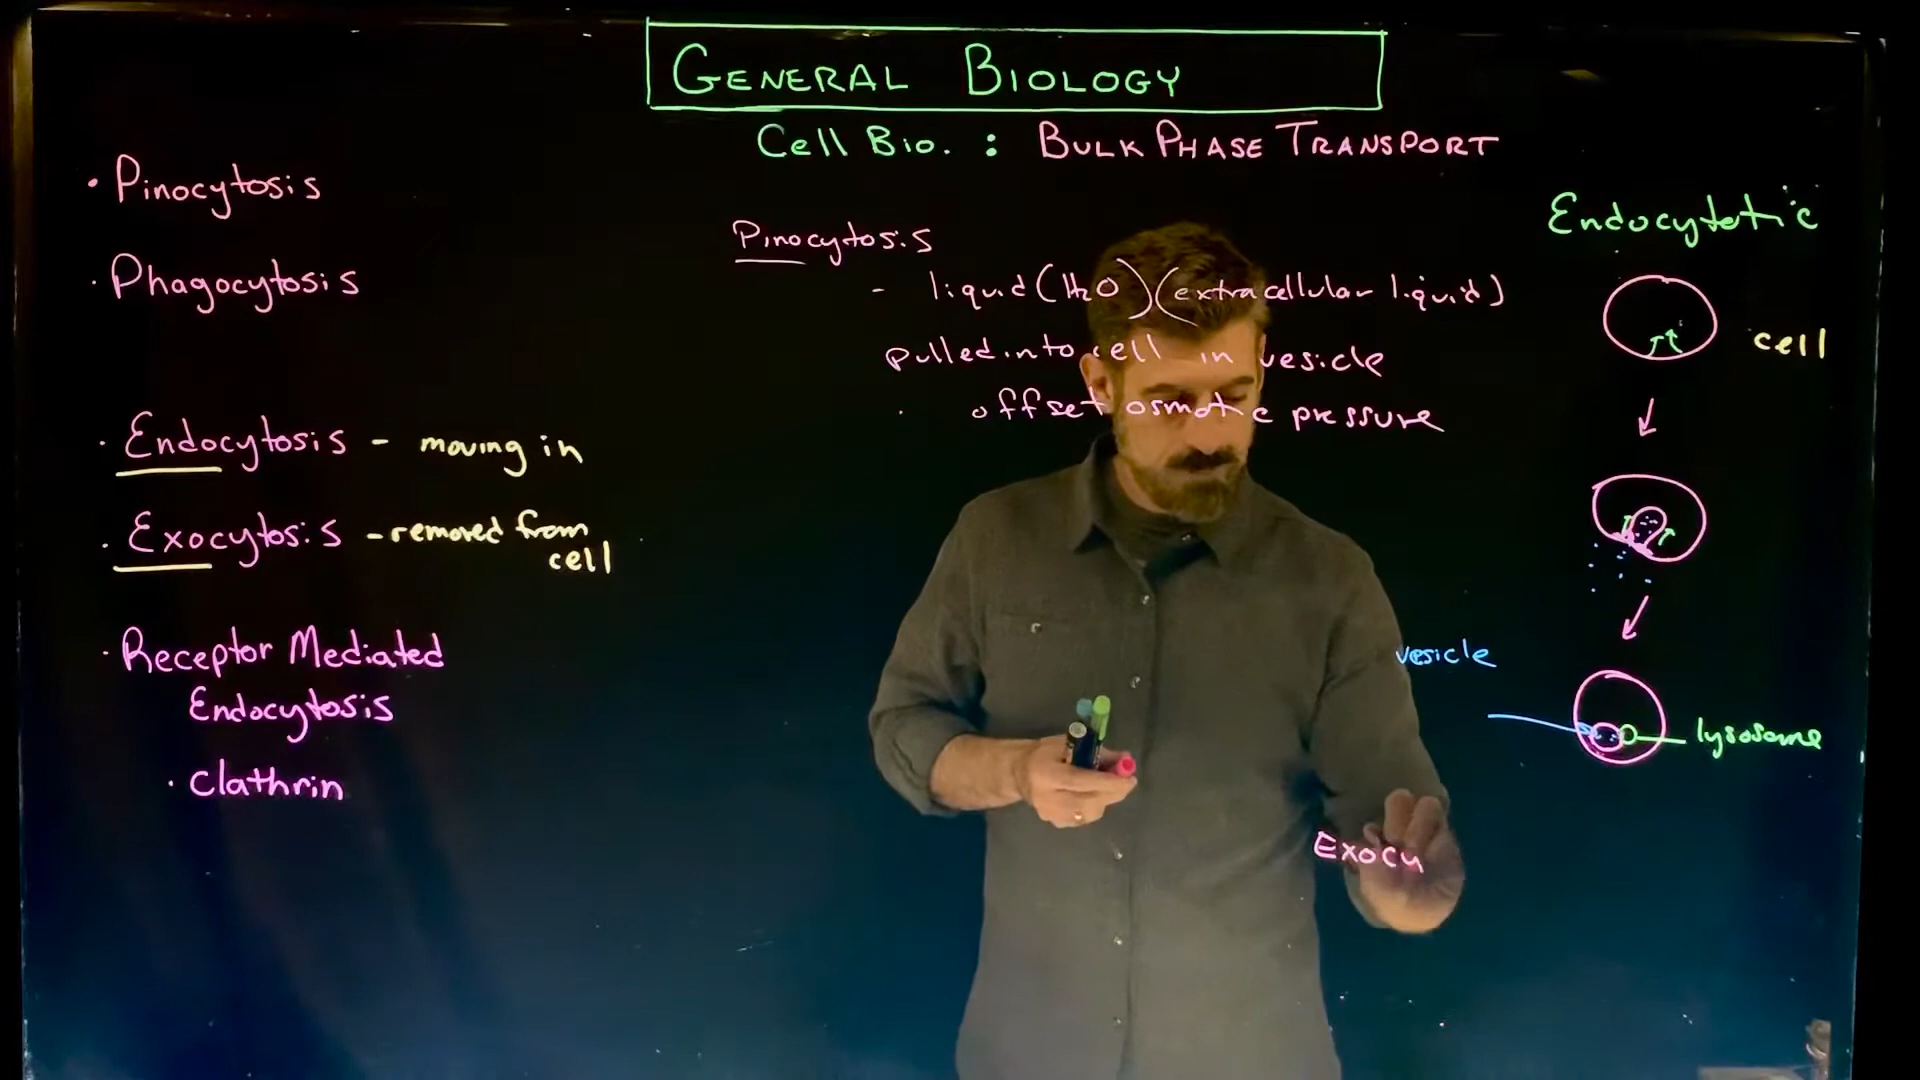 GENERAL BIOLOGY
Cell Bio. : BULK PHASE TRANSPORT
• Pinocytosis
• Phagocytosis
• Endocytosis - moving in
• Exocytosis - removed from
cell
• Receptor Mediated
Endocytosis
• Clathrin
Pinocytosis
- liquid (H2O) (extracellular liquid)
pulled into cell in vesicle
• offset osmotic pressure
Endocytotic
cell
vesicle
lysosome
Exocy